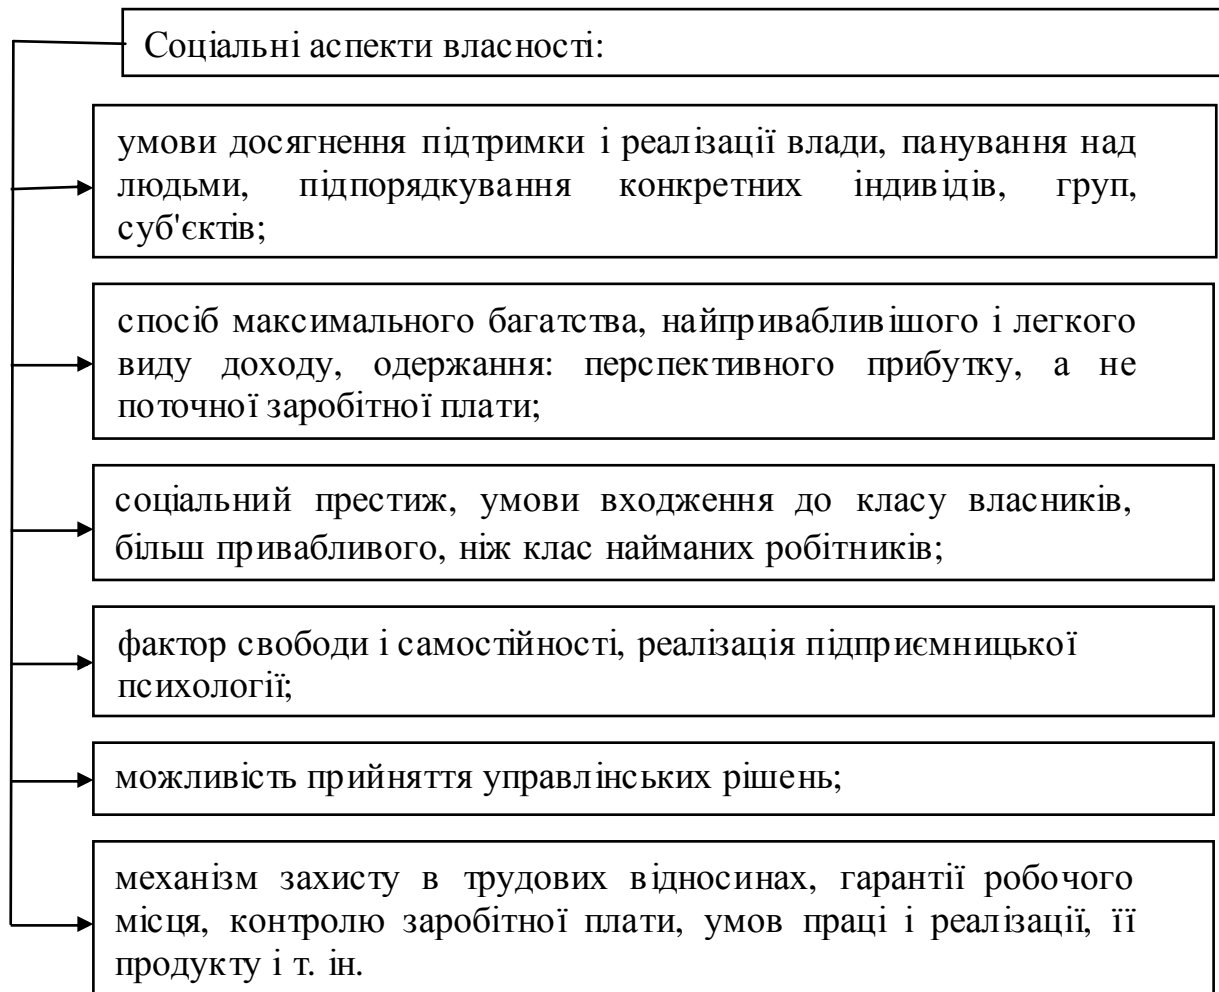 Соціальні аспекти власності:
умови досягнення підтримки і реалізації влади, панування над
людьми, підпорядкування конкретних індивідів, груп,
суб'єктів;
спосіб максимального багатства, найпривабливішого і легкого
виду доходу, одержання: перспективного прибутку, а не
поточної заробітної плати;
соціальний престиж, умови входження до класу власників,
більш привабливого, ніж клас найманих робітників;
фактор свободи і самостійності, реалізація підприємницької
психології;
можливість прийняття управлінських рішень;
механізм захисту в трудових відносинах, гарантії робочого
місця, контролю заробітної плати, умов праці і реалізації, її
продукту і т. ін.